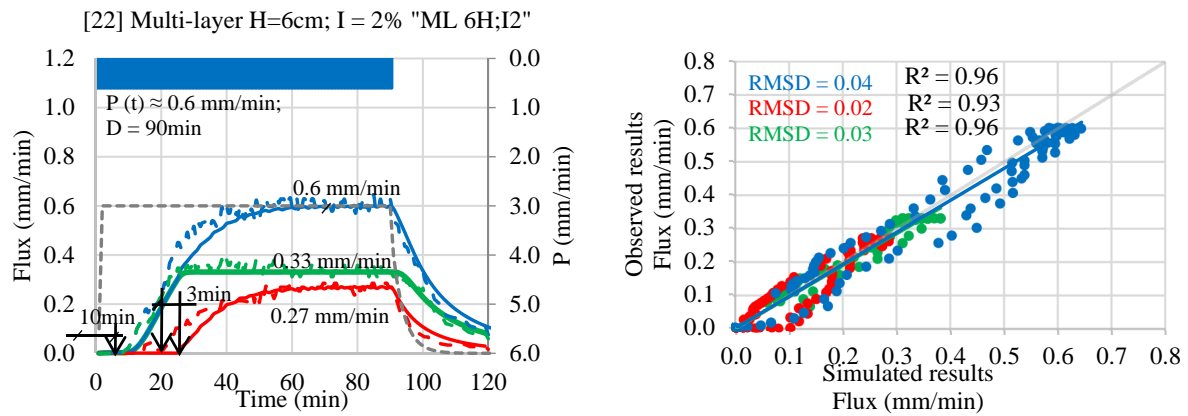 [22] Multi-layer H=6cm; I = 2% "ML 6H;I2"
1.2
1.0
0.8
0.6
0.4
0.2
0.0
Flux (mm/min)
0.0
1.0
2.0
3.0
4.0
5.0
6.0
P (mm/min)
P (t) ≈ 0.6 mm/min;
D = 90min
0.6 mm/min
0.33 mm/min
3min
10min
0.27 mm/min
0 20 40 60 80 100 120
Time (min)
0.8
0.7
0.6
0.5
0.4
0.3
0.2
0.1
0.0
Observed results
Flux (mm/min)
RMSD = 0.04 R² = 0.96
RMSD = 0.02 R² = 0.93
RMSD = 0.03 R² = 0.96
0.0 0.1 0.2 0.3 0.4 0.5 0.6 0.7 0.8
Simulated results
Flux (mm/min)